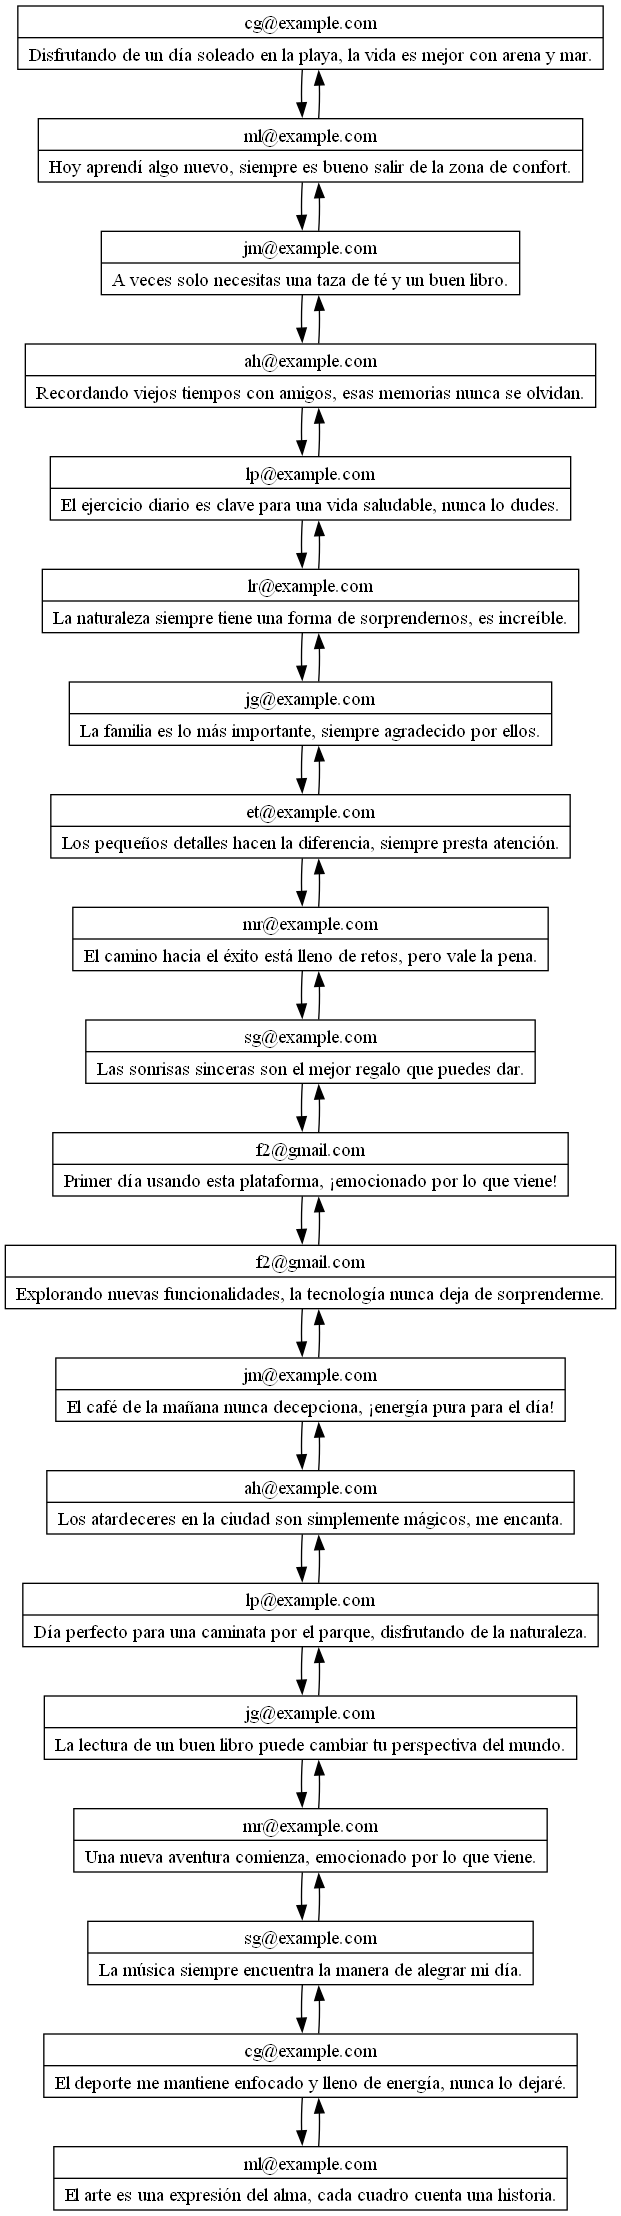 cg@example.com
Disfrutando de un día soleado en la playa, la vida es mejor con arena y mar.
ml@example.com
Hoy aprendí algo nuevo, siempre es bueno salir de la zona de confort.
jm@example.com
A veces solo necesitas una taza de té y un buen libro.
ah@example.com
Recordando viejos tiempos con amigos, esas memorias nunca se olvidan.
lp@example.com
El ejercicio diario es clave para una vida saludable, nunca lo dudes.
lr@example.com
La naturaleza siempre tiene una forma de sorprendernos, es increíble.
jg@example.com
La familia es lo más importante, siempre agradecido por ellos.
et@example.com
Los pequeños detalles hacen la diferencia, siempre presta atención.
mr@example.com
El camino hacia el éxito está lleno de retos, pero vale la pena.
sg@example.com
Las sonrisas sinceras son el mejor regalo que puedes dar.
f2@gmail.com
Primer día usando esta plataforma, ¡emocionado por lo que viene!
f2@gmail.com
Explorando nuevas funcionalidades, la tecnología nunca deja de sorprenderme.
jm@example.com
El café de la mañana nunca decepciona, ¡energía pura para el día!
ah@example.com
Los atardeceres en la ciudad son simplemente mágicos, me encanta.
lp@example.com
Día perfecto para una caminata por el parque, disfrutando de la naturaleza.
jg@example.com
La lectura de un buen libro puede cambiar tu perspectiva del mundo.
mr@example.com
Una nueva aventura comienza, emocionado por lo que viene.
sg@example.com
La música siempre encuentra la manera de alegrar mi día.
cg@example.com
El deporte me mantiene enfocado y lleno de energía, nunca lo dejaré.
ml@example.com
El arte es una expresión del alma, cada cuadro cuenta una historia.